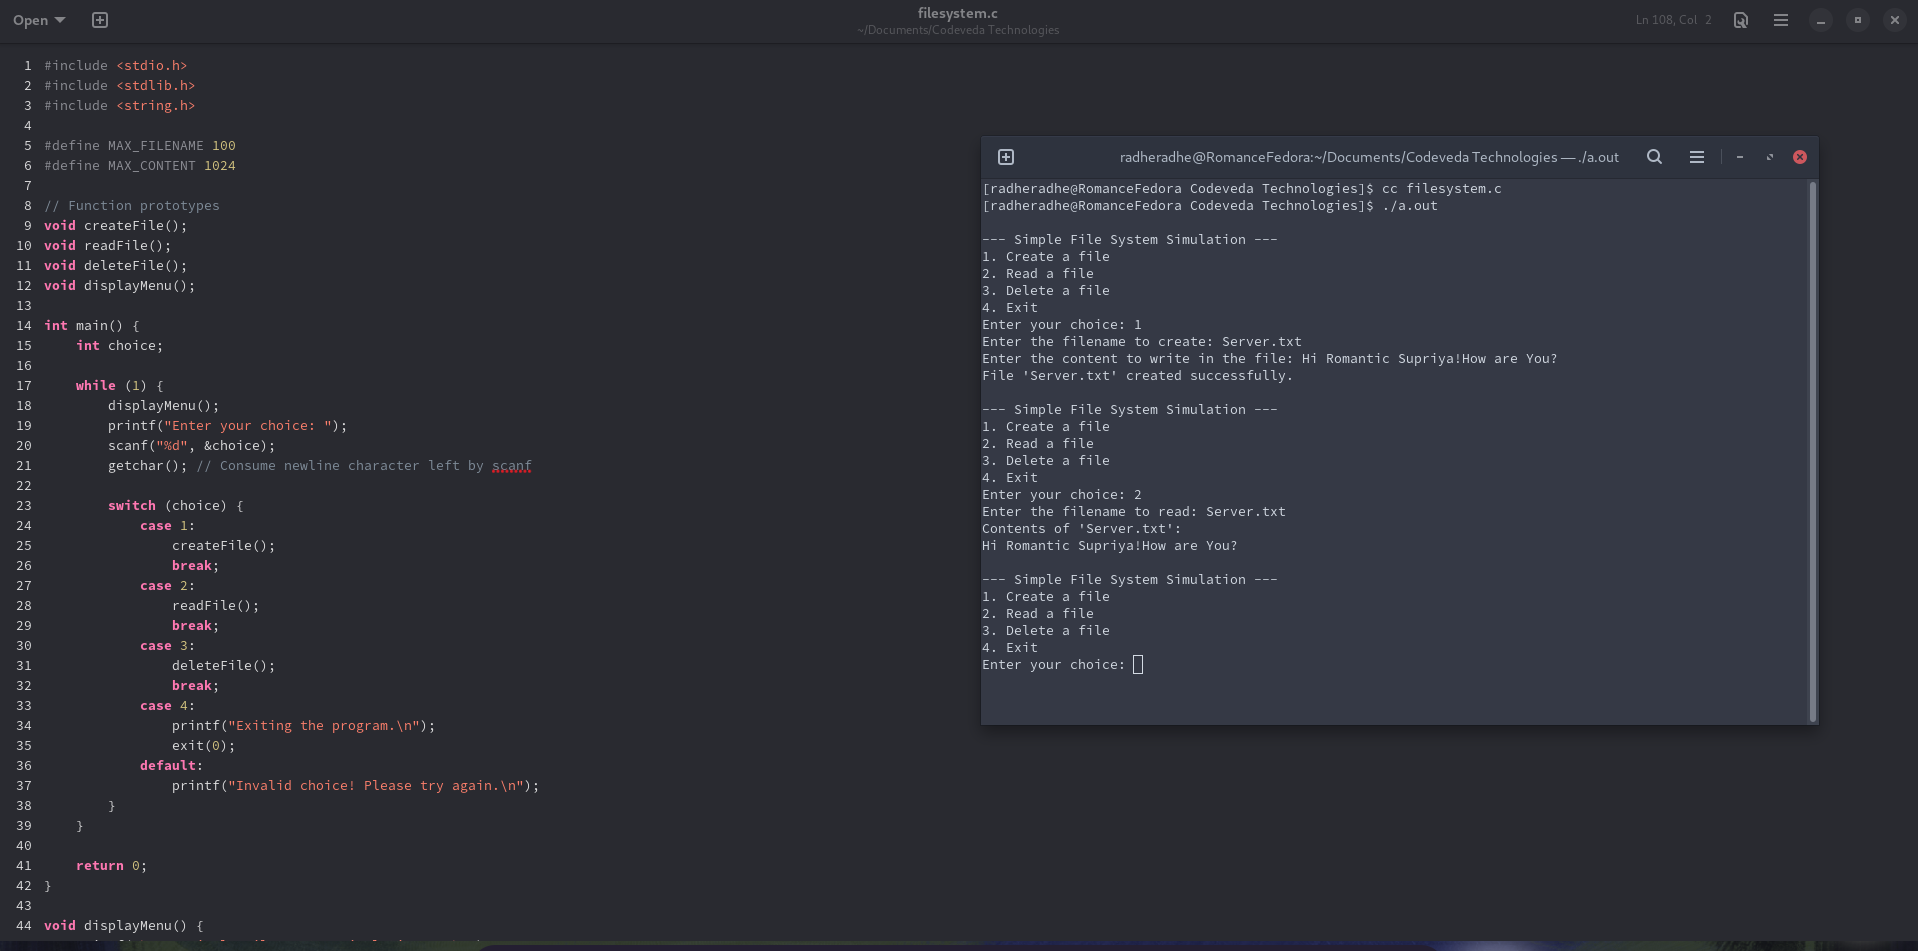 Open
filesystem.c
~/Documents/Codeveda Technologies
Ln 108, Col 2
1 #include <stdio.h>
2 #include <stdlib.h>
3 #include <string.h>
4
5 #define MAX_FILENAME 100
6 #define MAX_CONTENT 1024
7
8 // Function prototypes
9 void createFile();
10 void readFile();
11 void deleteFile();
12 void displayMenu();
13
14 int main() {
15     int choice;
16
17     while (1) {
18         displayMenu();
19         printf("Enter your choice: ");
20         scanf("%d", &choice);
21         getchar(); // Consume newline character left by scanf
22
23         switch (choice) {
24             case 1:
25                 createFile();
26                 break;
27             case 2:
28                 readFile();
29                 break;
30             case 3:
31                 deleteFile();
32                 break;
33             case 4:
34                 printf("Exiting the program.\n");
35                 exit(0);
36             default:
37                 printf("Invalid choice! Please try again.\n");
38         }
39     }
40
41     return 0;
42 }
43
44 void displayMenu() {
radheradhe@RomanceFedora:~/Documents/Codeveda Technologies — ./a.out
[radheradhe@RomanceFedora Codeveda Technologies]$ cc filesystem.c
[radheradhe@RomanceFedora Codeveda Technologies]$ ./a.out
--- Simple File System Simulation ---
1. Create a file
2. Read a file
3. Delete a file
4. Exit
Enter your choice: 1
Enter the filename to create: Server.txt
Enter the content to write in the file: Hi Romantic Supriya!How are You?
File 'Server.txt' created successfully.
--- Simple File System Simulation ---
1. Create a file
2. Read a file
3. Delete a file
4. Exit
Enter your choice: 2
Enter the filename to read: Server.txt
Contents of 'Server.txt':
Hi Romantic Supriya!How are You?
--- Simple File System Simulation ---
1. Create a file
2. Read a file
3. Delete a file
4. Exit
Enter your choice: